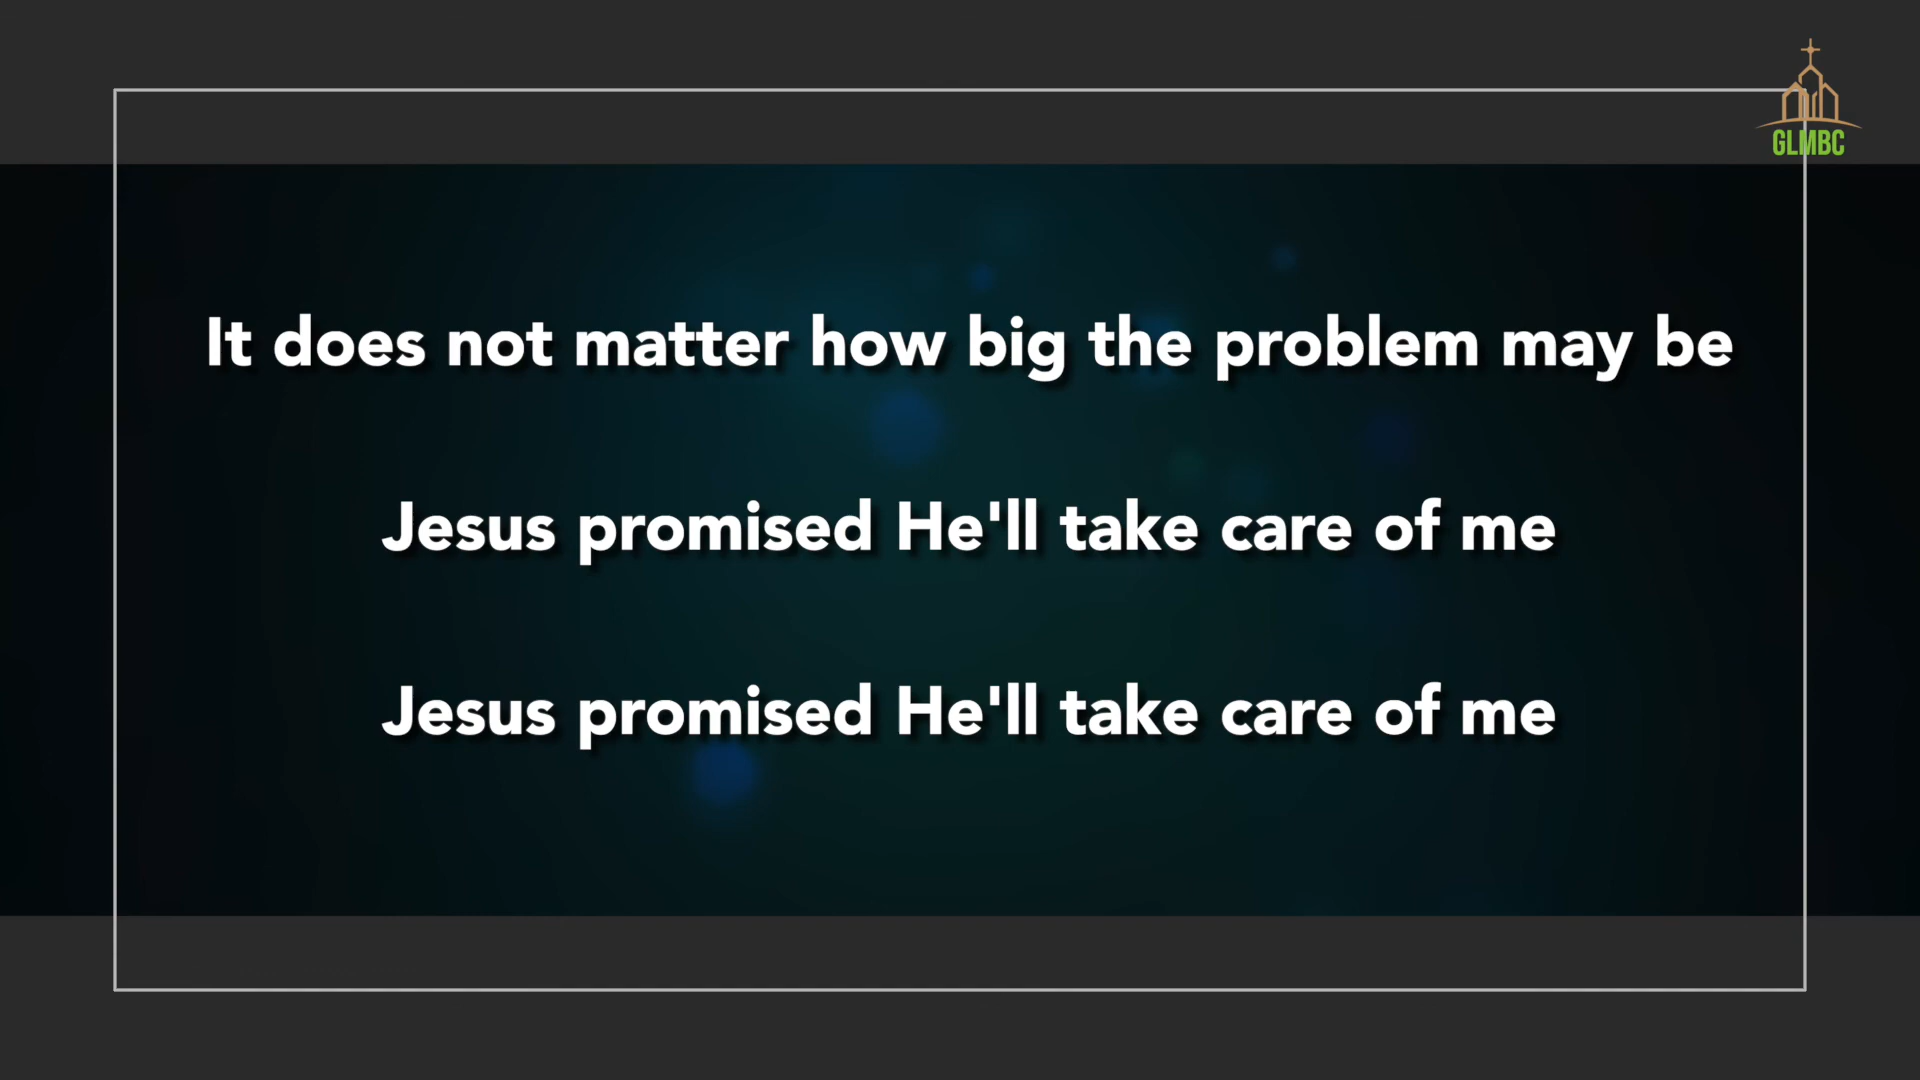 GLMBC
It does not matter how big the problem may be
Jesus promised He'll take care of me
Jesus promised He'll take care of me